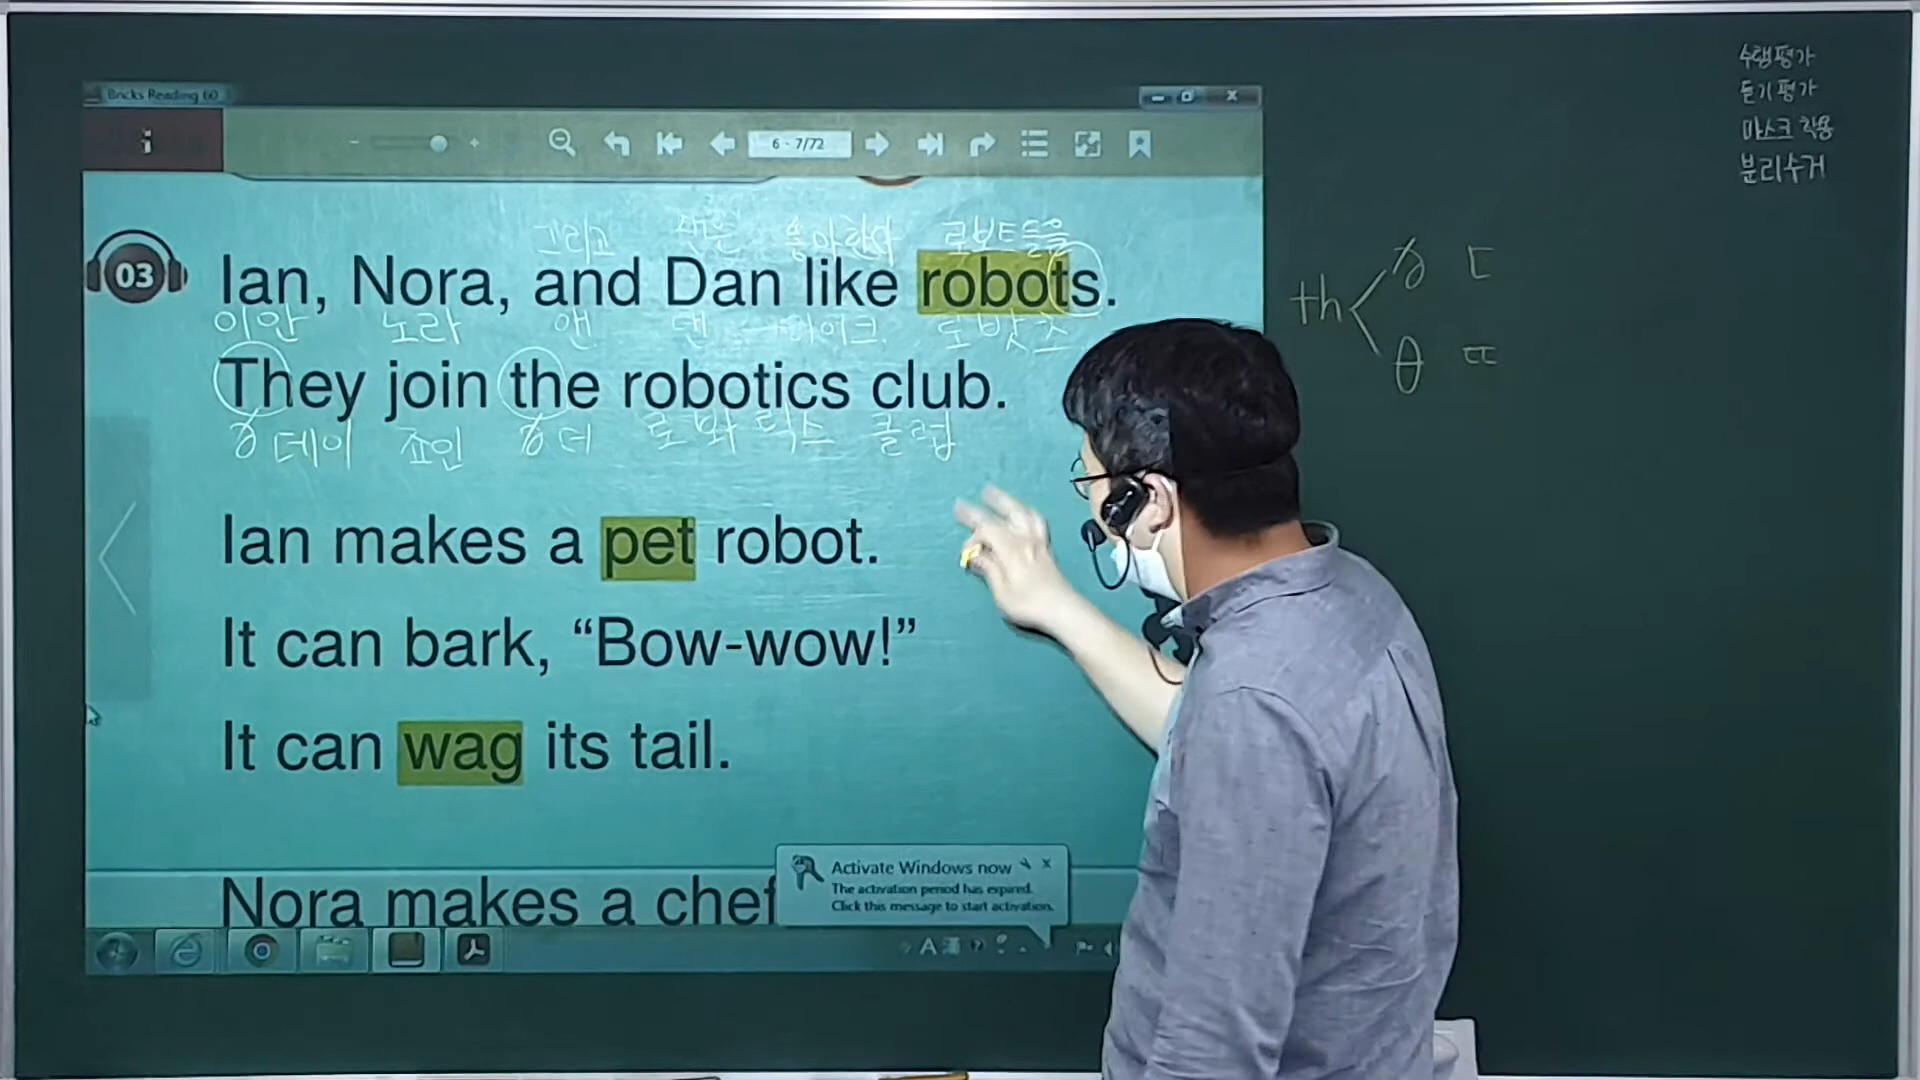 Bricks Reading 60
6 - 7/72
그리고 댄은 좋아한다 로보트들을
03
Ian, Nora, and Dan like robots.
이안 노라 앤 댄 라이크 로밧츠
They join the robotics club.
ð 데이 죠인 ð 더 로봐틱스 클럽
Ian makes a pet robot.
It can bark, “Bow-wow!”
It can wag its tail.
Nora makes a chef
Activate Windows now
The activation period has expired.
Click this message to start activation.
A 漢
수행평가
듣기평가
마스크 착용
분리수거
th ð ㄷ
θ ㄸ